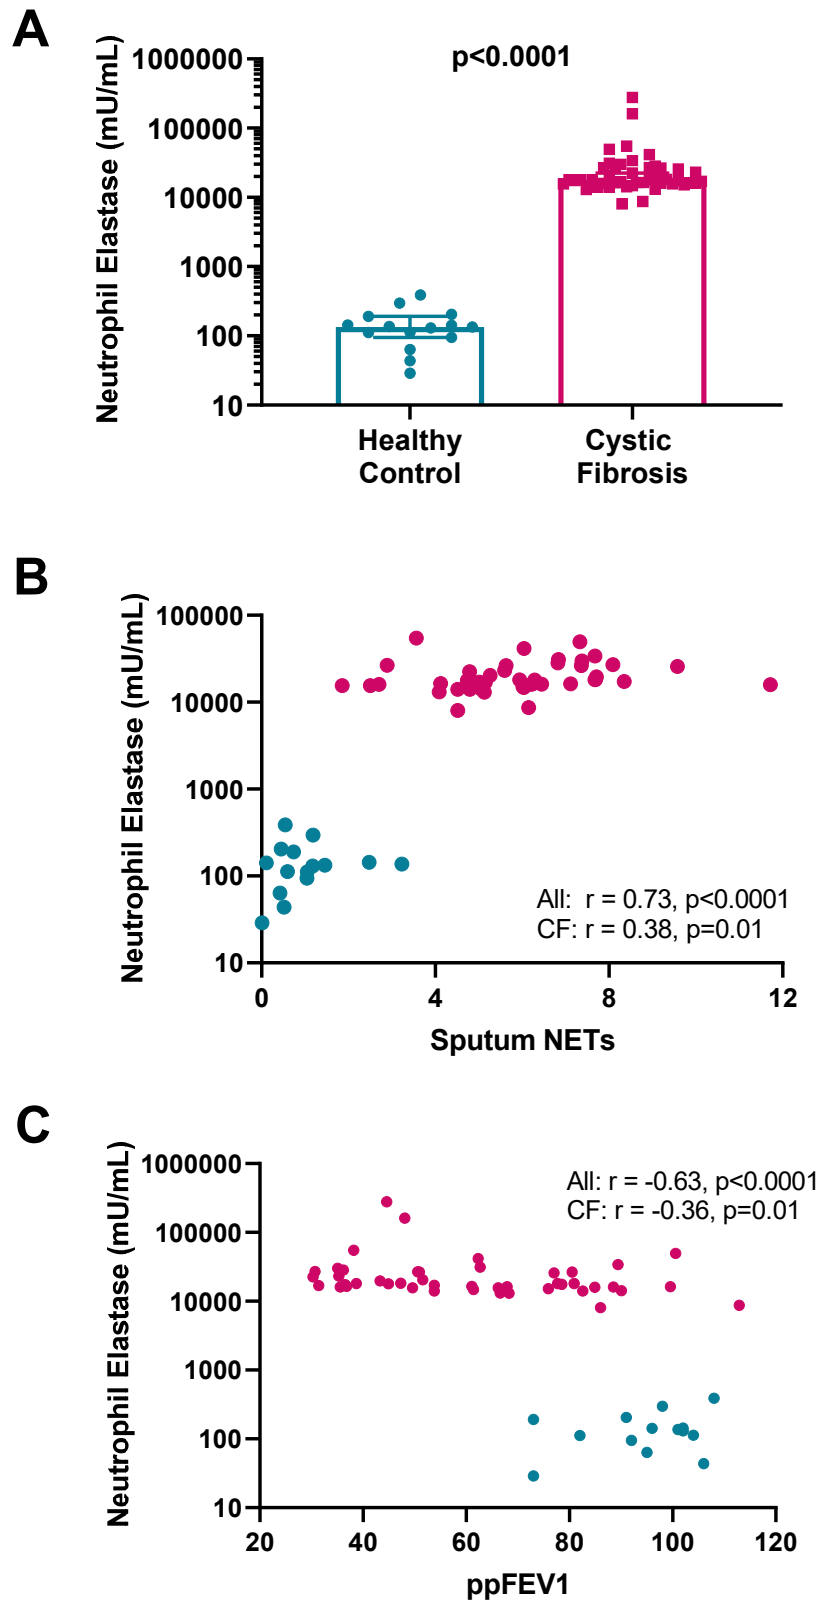 A
Neutrophil Elastase (mU/mL)
p<0.0001
1000000
100000
10000
1000
100
10
Healthy
Control
Cystic
Fibrosis
B
Neutrophil Elastase (mU/mL)
100000
10000
1000
100
10
All: r = 0.73, p<0.0001
CF: r = 0.38, p=0.01
0
4
8
12
Sputum NETs
C
Neutrophil Elastase (mU/mL)
1000000
100000
10000
1000
100
10
All: r = -0.63, p<0.0001
CF: r = -0.36, p=0.01
20
40
60
80
100
120
ppFEV1